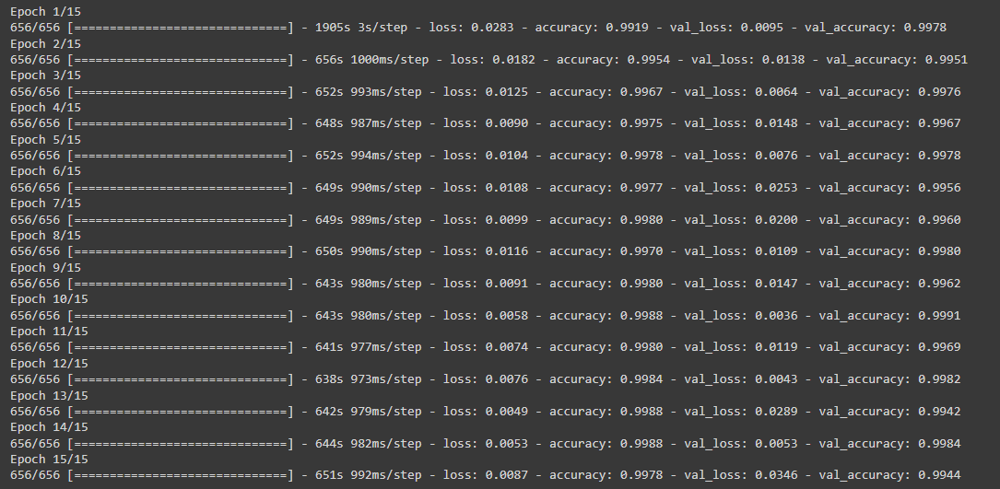 Epoch 1/15
656/656 [==============================] - 1905s 3s/step - loss: 0.0283 - accuracy: 0.9919 - val_loss: 0.0095 - val_accuracy: 0.9978
Epoch 2/15
656/656 [==============================] - 656s 1000ms/step - loss: 0.0182 - accuracy: 0.9954 - val_loss: 0.0138 - val_accuracy: 0.9951
Epoch 3/15
656/656 [==============================] - 652s 993ms/step - loss: 0.0125 - accuracy: 0.9967 - val_loss: 0.0064 - val_accuracy: 0.9976
Epoch 4/15
656/656 [==============================] - 648s 987ms/step - loss: 0.0090 - accuracy: 0.9975 - val_loss: 0.0148 - val_accuracy: 0.9967
Epoch 5/15
656/656 [==============================] - 652s 994ms/step - loss: 0.0104 - accuracy: 0.9978 - val_loss: 0.0076 - val_accuracy: 0.9978
Epoch 6/15
656/656 [==============================] - 649s 990ms/step - loss: 0.0108 - accuracy: 0.9977 - val_loss: 0.0253 - val_accuracy: 0.9956
Epoch 7/15
656/656 [==============================] - 649s 989ms/step - loss: 0.0099 - accuracy: 0.9980 - val_loss: 0.0200 - val_accuracy: 0.9960
Epoch 8/15
656/656 [==============================] - 650s 990ms/step - loss: 0.0116 - accuracy: 0.9970 - val_loss: 0.0109 - val_accuracy: 0.9980
Epoch 9/15
656/656 [==============================] - 643s 980ms/step - loss: 0.0091 - accuracy: 0.9980 - val_loss: 0.0147 - val_accuracy: 0.9962
Epoch 10/15
656/656 [==============================] - 643s 980ms/step - loss: 0.0058 - accuracy: 0.9988 - val_loss: 0.0036 - val_accuracy: 0.9991
Epoch 11/15
656/656 [==============================] - 641s 977ms/step - loss: 0.0074 - accuracy: 0.9980 - val_loss: 0.0119 - val_accuracy: 0.9969
Epoch 12/15
656/656 [==============================] - 638s 973ms/step - loss: 0.0076 - accuracy: 0.9984 - val_loss: 0.0043 - val_accuracy: 0.9982
Epoch 13/15
656/656 [==============================] - 642s 979ms/step - loss: 0.0049 - accuracy: 0.9988 - val_loss: 0.0289 - val_accuracy: 0.9942
Epoch 14/15
656/656 [==============================] - 644s 982ms/step - loss: 0.0053 - accuracy: 0.9988 - val_loss: 0.0053 - val_accuracy: 0.9984
Epoch 15/15
656/656 [==============================] - 651s 992ms/step - loss: 0.0087 - accuracy: 0.9978 - val_loss: 0.0346 - val_accuracy: 0.9944